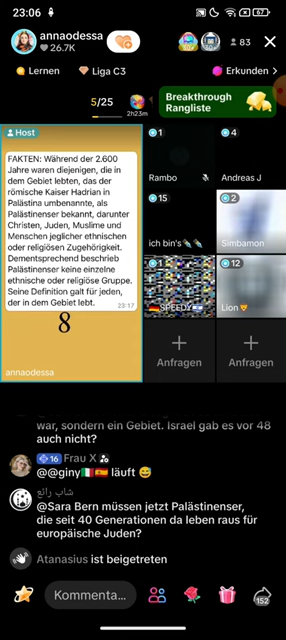 23:06
67
annaodessa
26.7K
83
Lernen
Liga C3
Erkunden >
5/25
2h23m
Breakthrough
Rangliste
Host
FAKTEN: Während der 2.600
Jahre waren diejenigen, die in
dem Gebiet lebten, das der
römische Kaiser Hadrian in
Palästina umbenannte, als
Palästinenser bekannt, darunter
Christen, Juden, Muslime und
Menschen jeglicher ethnischen
oder religiösen Zugehörigkeit.
Dementsprechend beschrieb
Palästinenser keine einzelne
ethnische oder religiöse Gruppe.
Seine Definition galt für jeden,
der in dem Gebiet lebt.
23:17
8
annaodessa
1
Rambo
4
Andreas J
15
ich bin's
2
Simbamon
1
SPEEDY
12
Lion
+
Anfragen
+
Anfragen
war, sondern ein Gebiet. Israel gab es vor 48
auch nicht?
16 Frau X
@@giny🇮🇹🇪🇸 läuft 😅
شاب رائع
@Sara Bern müssen jetzt Palästinenser,
die seit 40 Generationen da leben raus für
europäische Juden?
Atanasius ist beigetreten
Kommenta...
152